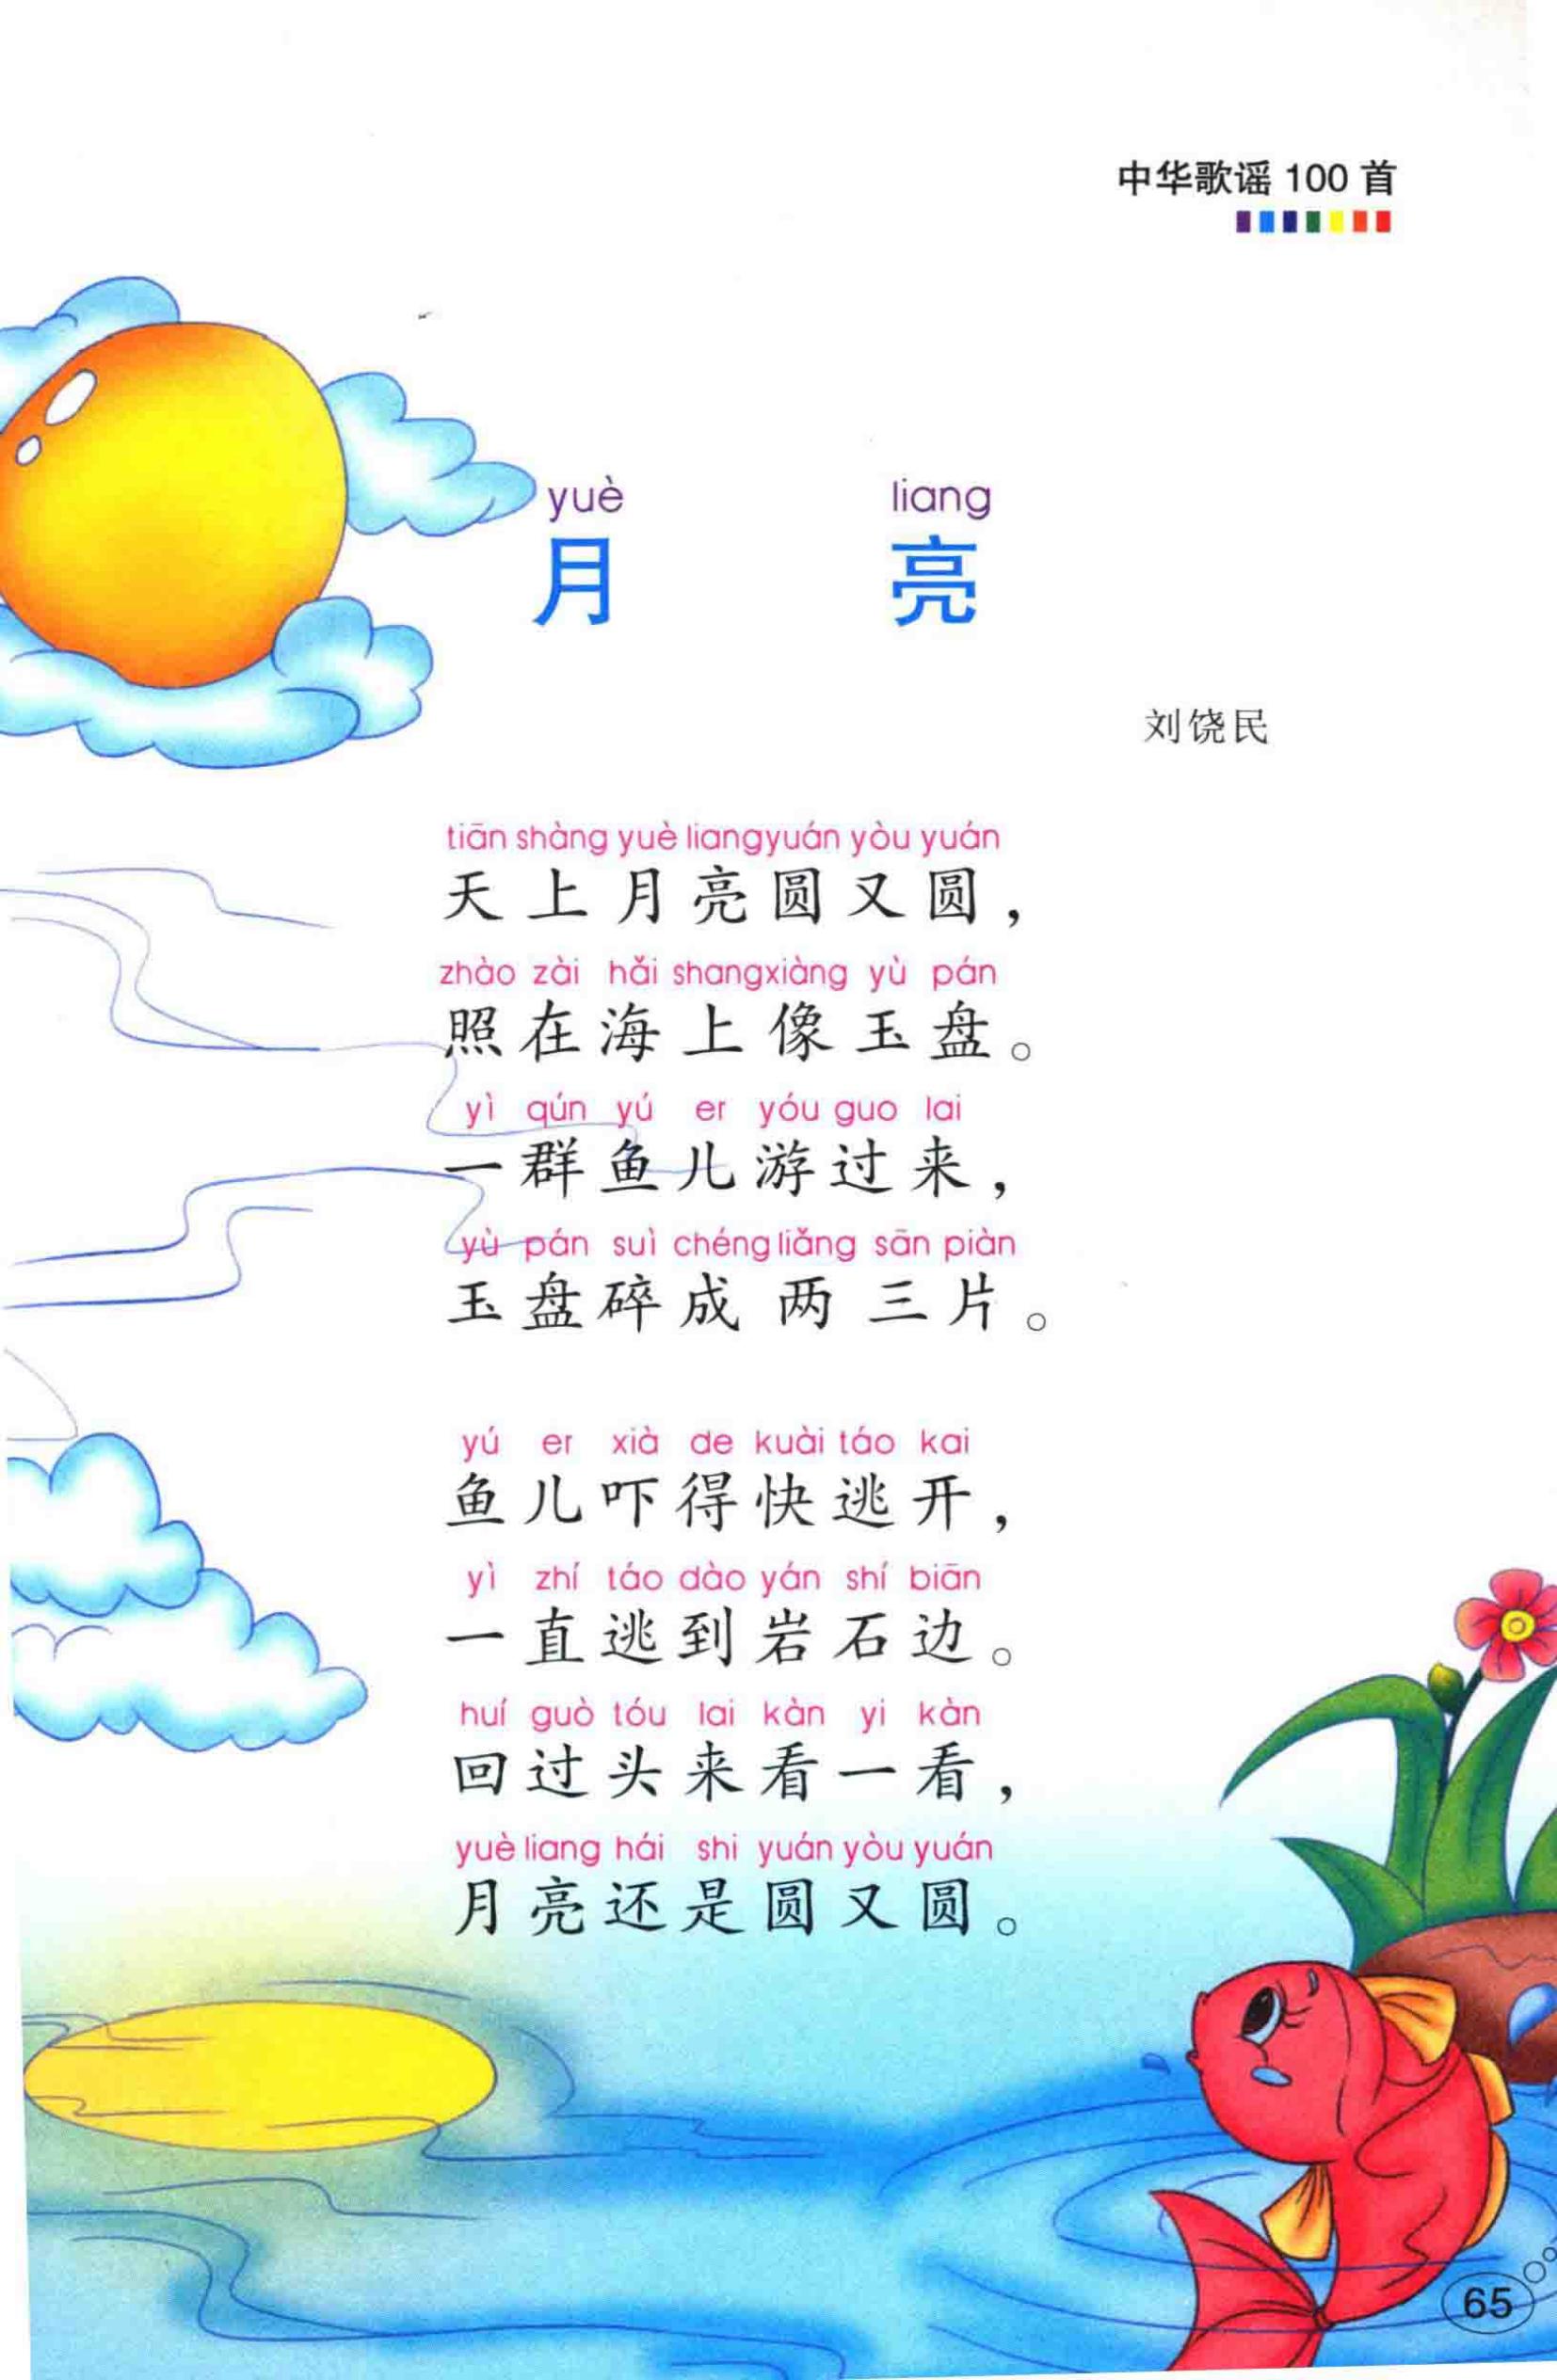 中华歌谣 100 首
yuè liang
月 亮
刘饶民
tiān shàng yuè liang yuán yòu yuán
天上月亮圆又圆，
zhào zài hǎi shang xiàng yù pán
照在海上像玉盘。
yì qún yú er yóu guo lai
一群鱼儿游过来，
yù pán suì chéng liǎng sān piàn
玉盘碎成两三片。
yú er xià de kuài táo kai
鱼儿吓得快逃开，
yì zhí táo dào yán shí biān
一直逃到岩石边。
huí guò tóu lai kàn yi kàn
回过头来看一看，
yuè liang hái shi yuán yòu yuán
月亮还是圆又圆。
65